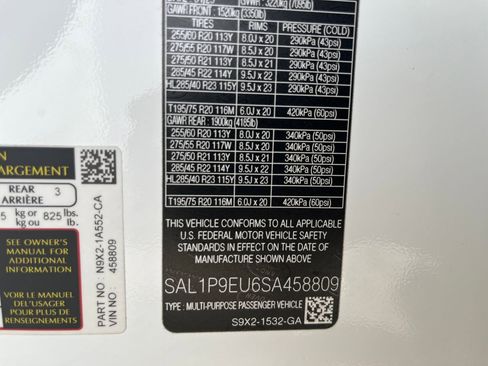 GVWR: 3220kg (7095lb)
GAWR FRONT: 1520kg (3350lb)
TIRES RIMS PRESSURE (COLD)
255/60 R20 113Y 8.0J x 20 290kPa (43psi)
275/55 R20 117W 8.5J x 20 290kPa (43psi)
275/50 R21 113Y 8.5J x 21 290kPa (43psi)
285/45 R22 114Y 9.5J x 22 290kPa (43psi)
HL285/40 R23 115Y 9.5J x 23 290kPa (43psi)
T195/75 R20 116M 6.0J x 20 420kPa (60psi)
GAWR REAR: 1900kg (4185lb)
255/60 R20 113Y 8.0J x 20 340kPa (50psi)
275/55 R20 117W 8.5J x 20 340kPa (50psi)
275/50 R21 113Y 8.5J x 21 340kPa (50psi)
285/45 R22 114Y 9.5J x 22 340kPa (50psi)
HL285/40 R23 115Y 9.5J x 23 340kPa (50psi)
T195/75 R20 116M 6.0J x 20 420kPa (60psi)
THIS VEHICLE CONFORMS TO ALL APPLICABLE
U.S. FEDERAL MOTOR VEHICLE SAFETY
STANDARDS IN EFFECT ON THE DATE OF
MANUFACTURE SHOWN ABOVE
SAL1P9EU6SA458809
TYPE: MULTI-PURPOSE PASSENGER VEHICLE
S9X2-1532-GA
REAR 3
ARRIÈRE
5 kg or 825 lbs.
kg ou lb.
SEE OWNER'S
MANUAL FOR
ADDITIONAL
INFORMATION
VOIR LE MANUEL
DE L'USAGER
POUR PLUS DE
RENSEIGNEMENTS
PART NO: N9X2-1A552-CA
VIN NO: 458809